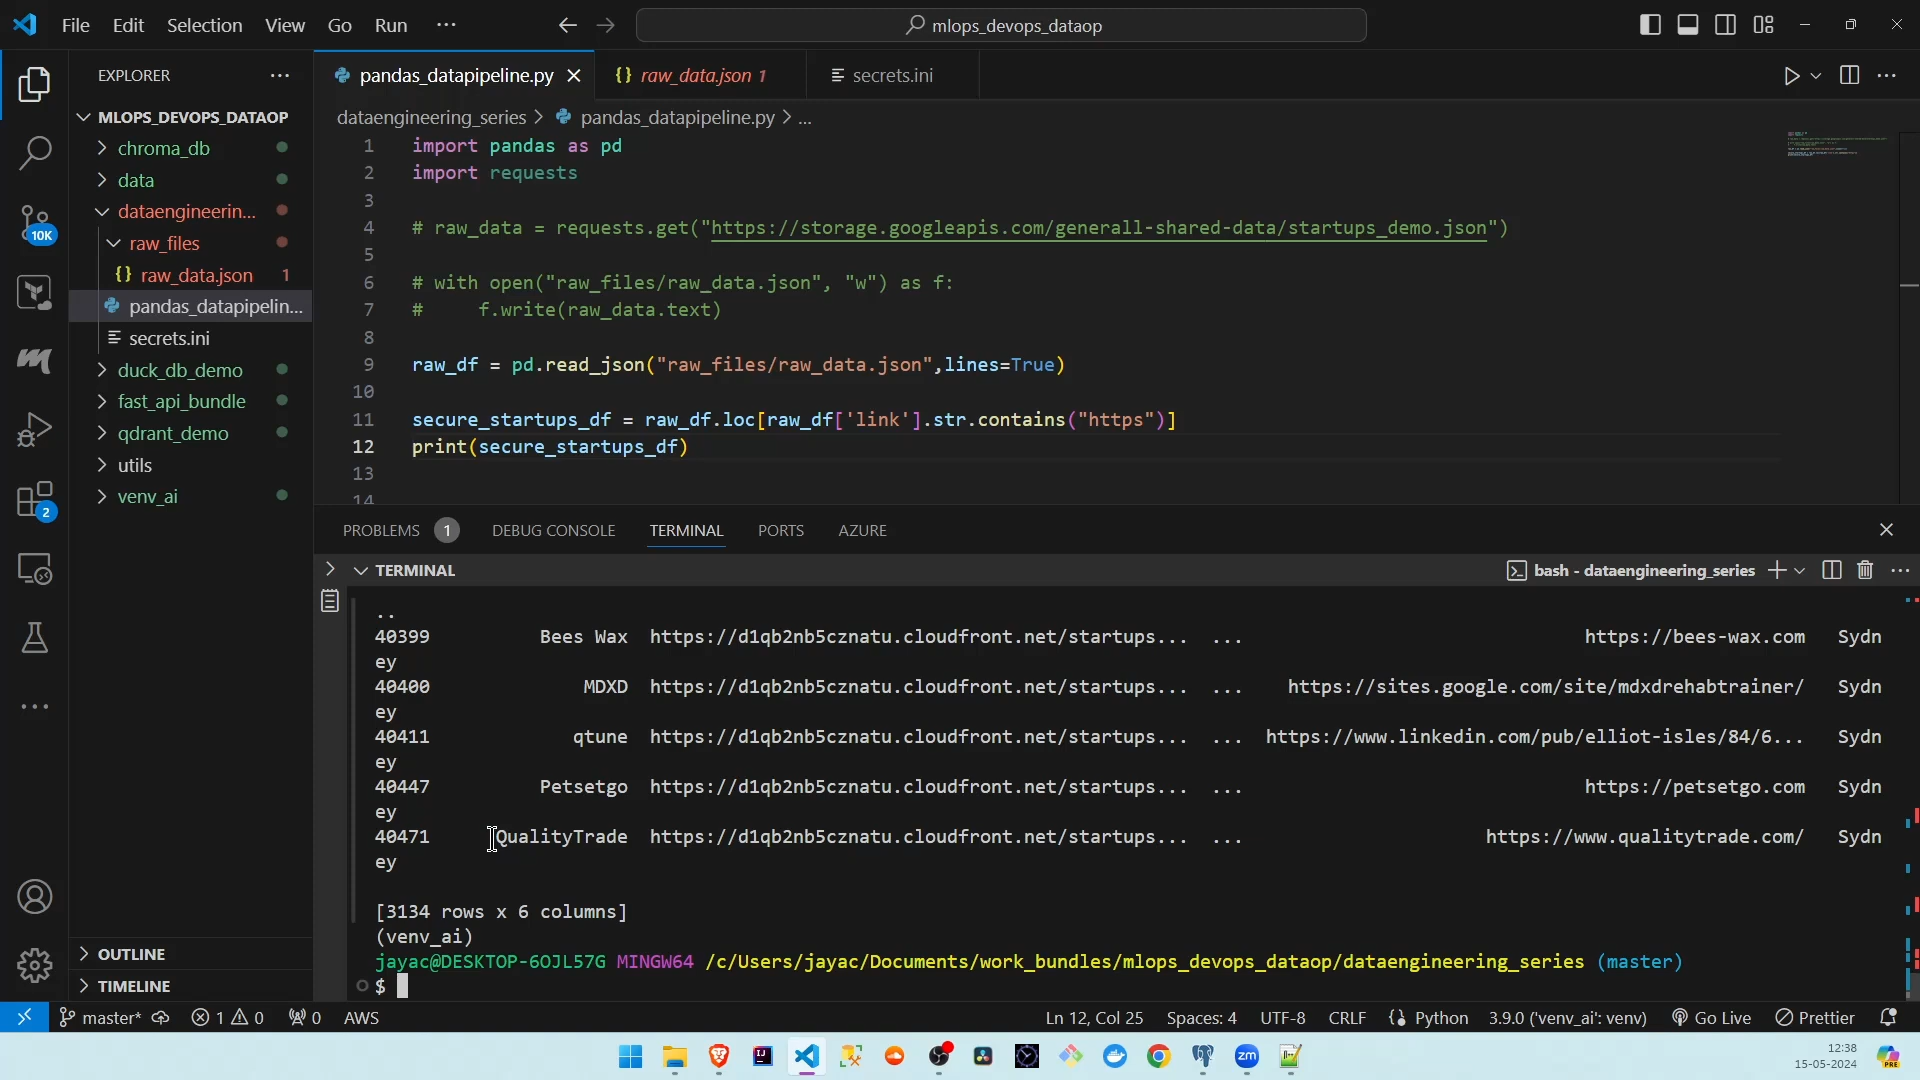 File Edit Selection View Go Run ...
mlops_devops_dataop
EXPLORER ...
pandas_datapipeline.py
{} raw_data.json 1
secrets.ini
MLOPS_DEVOPS_DATAOP
chroma_db
data
dataengineerin...
raw_files
{} raw_data.json 1
pandas_datapipelin...
secrets.ini
duck_db_demo
fast_api_bundle
qdrant_demo
utils
venv_ai
OUTLINE
TIMELINE
10K
2
dataengineering_series > pandas_datapipeline.py > ...
1 import pandas as pd
2 import requests
3
4 # raw_data = requests.get("https://storage.googleapis.com/generall-shared-data/startups_demo.json")
5
6 # with open("raw_files/raw_data.json", "w") as f:
7 #     f.write(raw_data.text)
8
9 raw_df = pd.read_json("raw_files/raw_data.json",lines=True)
10
11 secure_startups_df = raw_df.loc[raw_df['link'].str.contains("https")]
12 print(secure_startups_df)
13
14
PROBLEMS 1 DEBUG CONSOLE TERMINAL PORTS AZURE
TERMINAL
bash - dataengineering_series
..
40399 Bees Wax https://d1qb2nb5cznatu.cloudfront.net/startups... ... https://bees-wax.com Sydn
ey
40400 MDXD https://d1qb2nb5cznatu.cloudfront.net/startups... ... https://sites.google.com/site/mdxdrehabtrainer/ Sydn
ey
40411 qtune https://d1qb2nb5cznatu.cloudfront.net/startups... ... https://www.linkedin.com/pub/elliot-isles/84/6... Sydn
ey
40447 Petsetgo https://d1qb2nb5cznatu.cloudfront.net/startups... ... https://petsetgo.com Sydn
ey
40471 QualityTrade https://d1qb2nb5cznatu.cloudfront.net/startups... ... https://www.qualitytrade.com/ Sydn
ey
[3134 rows x 6 columns]
(venv_ai)
jayac@DESKTOP-6OJL57G MINGW64 /c/Users/jayac/Documents/work_bundles/mlops_devops_dataop/dataengineering_series (master)
$
master* 1 0 0 AWS
Ln 12, Col 25 Spaces: 4 UTF-8 CRLF {} Python 3.9.0 ('venv_ai': venv) Go Live Prettier
zm
12:38
15-05-2024
PRE